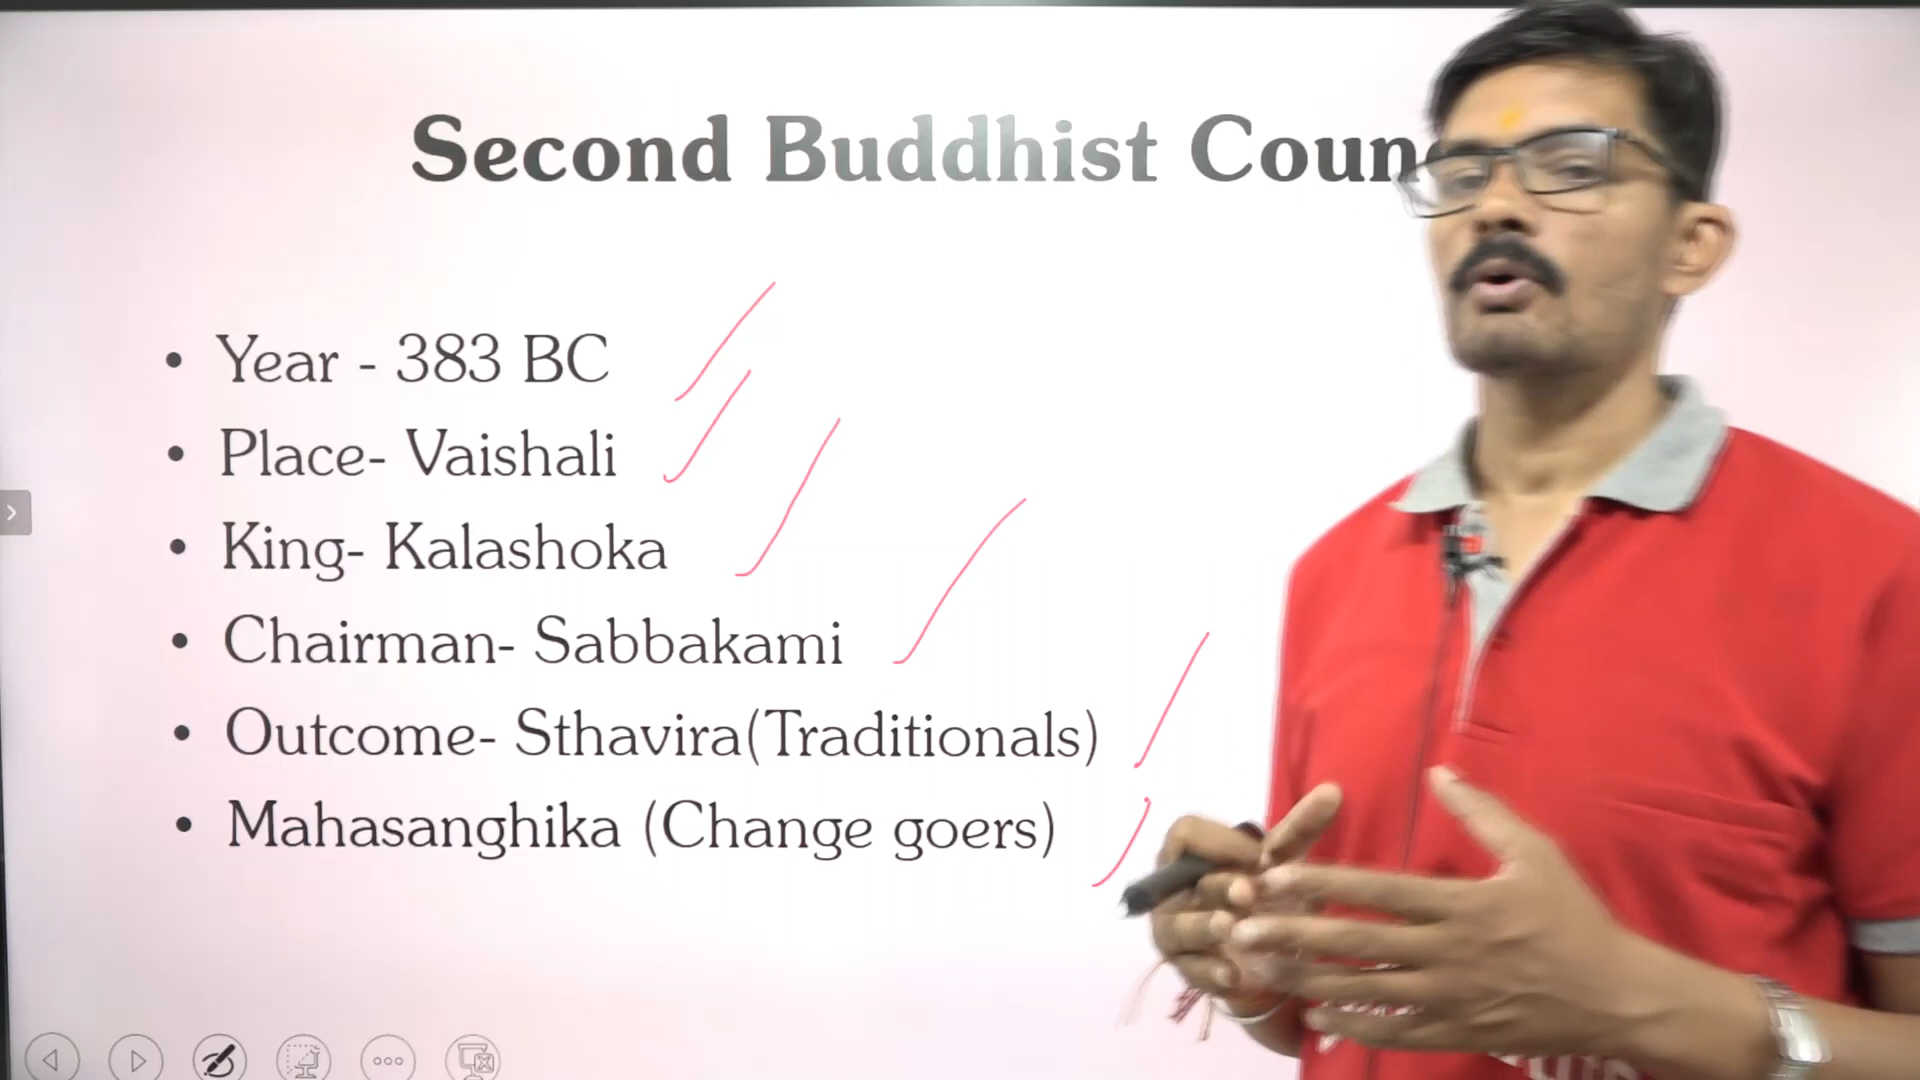 Second Buddhist Coun
• Year - 383 BC
• Place- Vaishali
• King- Kalashoka
• Chairman- Sabbakami
• Outcome- Sthavira(Traditionals)
• Mahasanghika (Change goers)